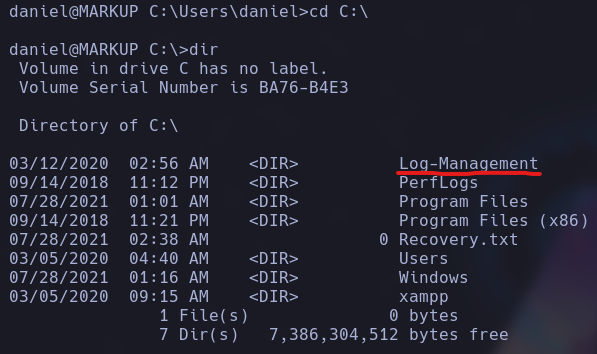 daniel@MARKUP C:\Users\daniel>cd C:\
daniel@MARKUP C:\>dir
 Volume in drive C has no label.
 Volume Serial Number is BA76-B4E3
 Directory of C:\
03/12/2020  02:56 AM    <DIR>          Log-Management
09/14/2018  11:12 PM    <DIR>          PerfLogs
07/28/2021  01:01 AM    <DIR>          Program Files
09/14/2018  11:21 PM    <DIR>          Program Files (x86)
07/28/2021  02:38 AM                 0 Recovery.txt
03/05/2020  04:40 AM    <DIR>          Users
07/28/2021  01:16 AM    <DIR>          Windows
03/05/2020  09:15 AM    <DIR>          xampp
               1 File(s)              0 bytes
               7 Dir(s)   7,386,304,512 bytes free